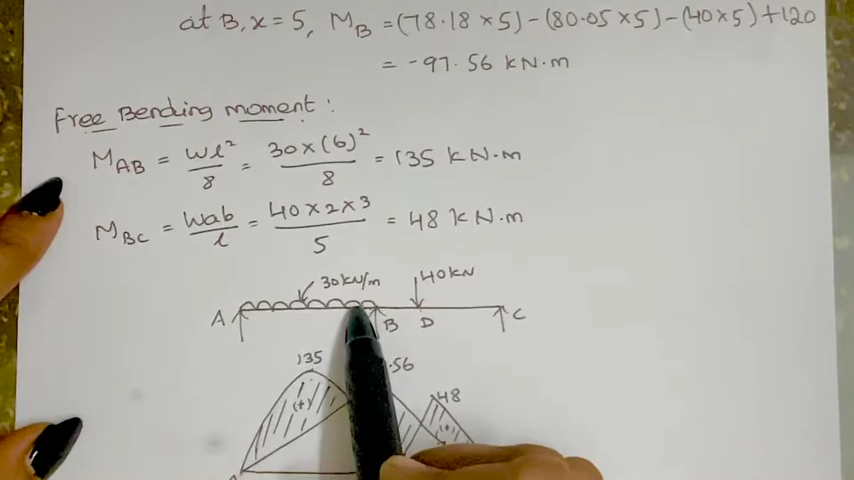 at B, x = 5, M_B = (78.18 × 5) - (80.05 × 5) - (40 × 5) + 120
= -97.56 KN.m
Free Bending moment :
M_AB = wl²/8 = 30×(6)²/8 = 135 KN.m
M_BC = wab/l = 40×2×3/5 = 48 KN.m
30kN/m 40KN
A B D C
135 .56 48
(+) (+)